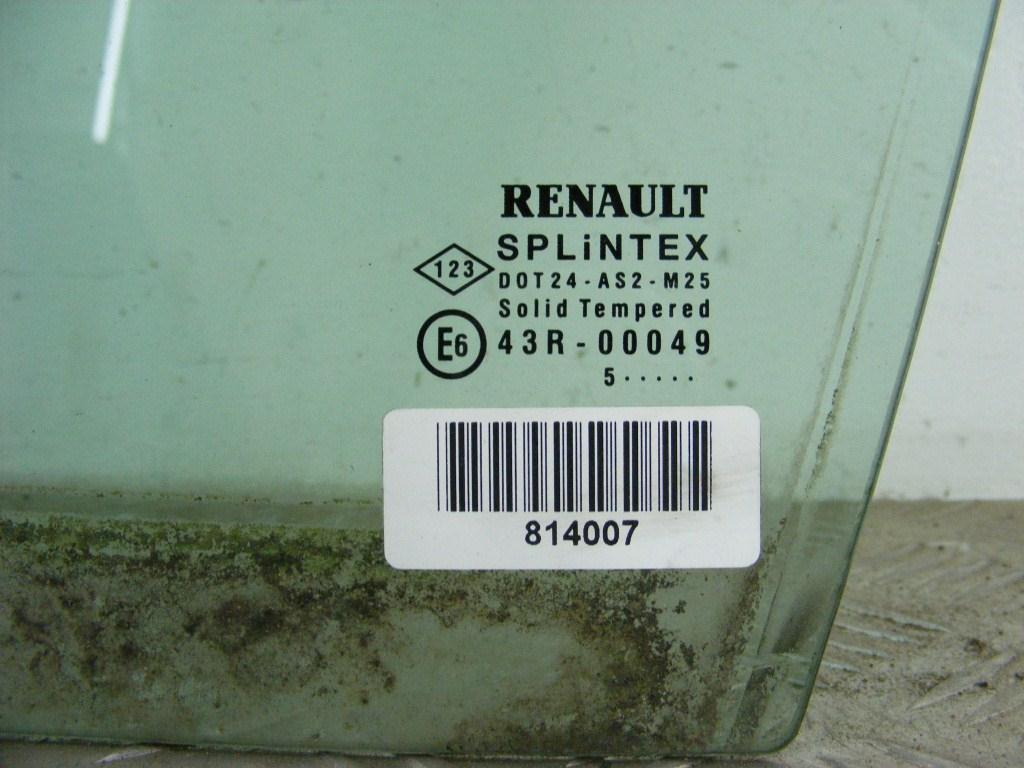 RENAULT
SPLiNTEX
123
DOT24-AS2-M25
Solid Tempered
E6 43R-00049
5·····
814007